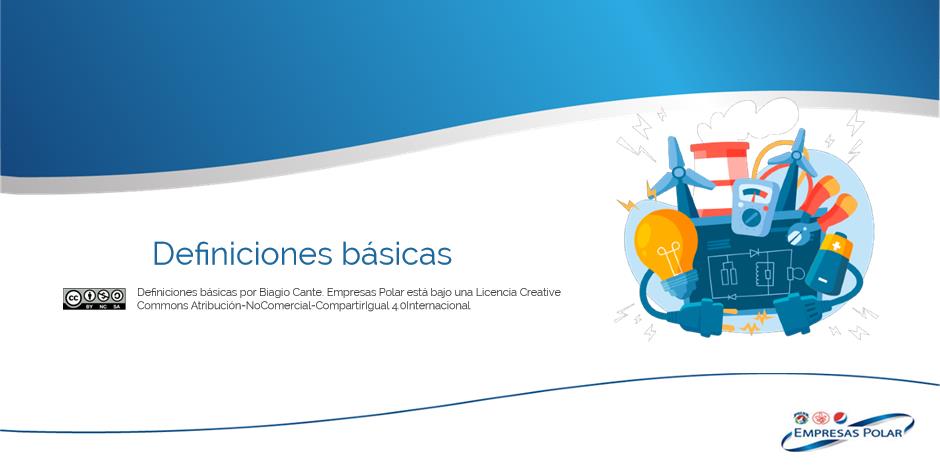 Definiciones básicas
Definiciones básicas por Biagio Cante. Empresas Polar está bajo una Licencia Creative
Commons Atribución-NoComercial-CompartirIgual 4.0Internacional
CC BY NC SA
EMPRESAS POLAR